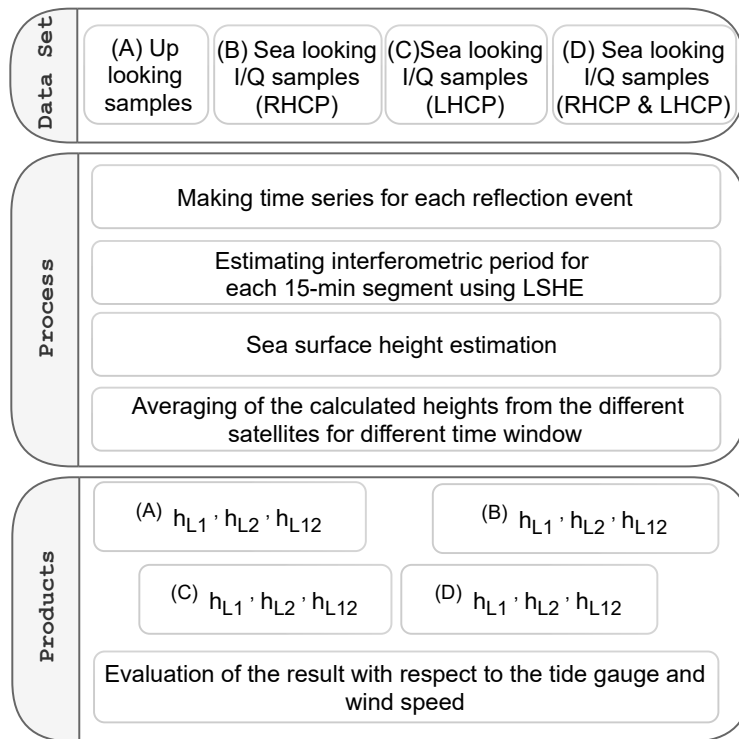 Data Set
(A) Up
looking
samples
(B) Sea looking
I/Q samples
(RHCP)
(C)Sea looking
I/Q samples
(LHCP)
(D) Sea looking
I/Q samples
(RHCP & LHCP)
Process
Making time series for each reflection event
Estimating interferometric period for
each 15-min segment using LSHE
Sea surface height estimation
Averaging of the calculated heights from the different
satellites for different time window
Products
(A) hL1 , hL2 , hL12
(B) hL1 , hL2 , hL12
(C) hL1 , hL2 , hL12
(D) hL1 , hL2 , hL12
Evaluation of the result with respect to the tide gauge and
wind speed